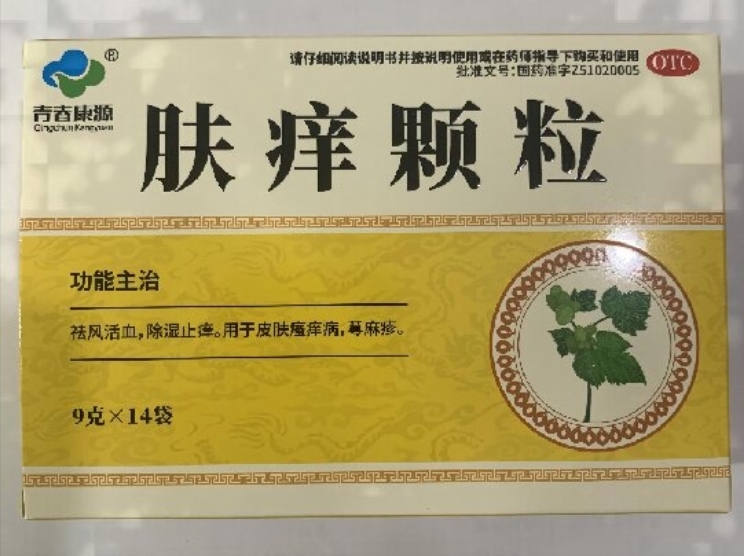 ®
青春康源
Qingchun Kangyuan
请仔细阅读说明书并按说明使用或在药师指导下购买和使用
批准文号：国药准字Z51020005
OTC
肤痒颗粒
功能主治
祛风活血，除湿止痒。用于皮肤瘙痒病，荨麻疹。
9克×14袋